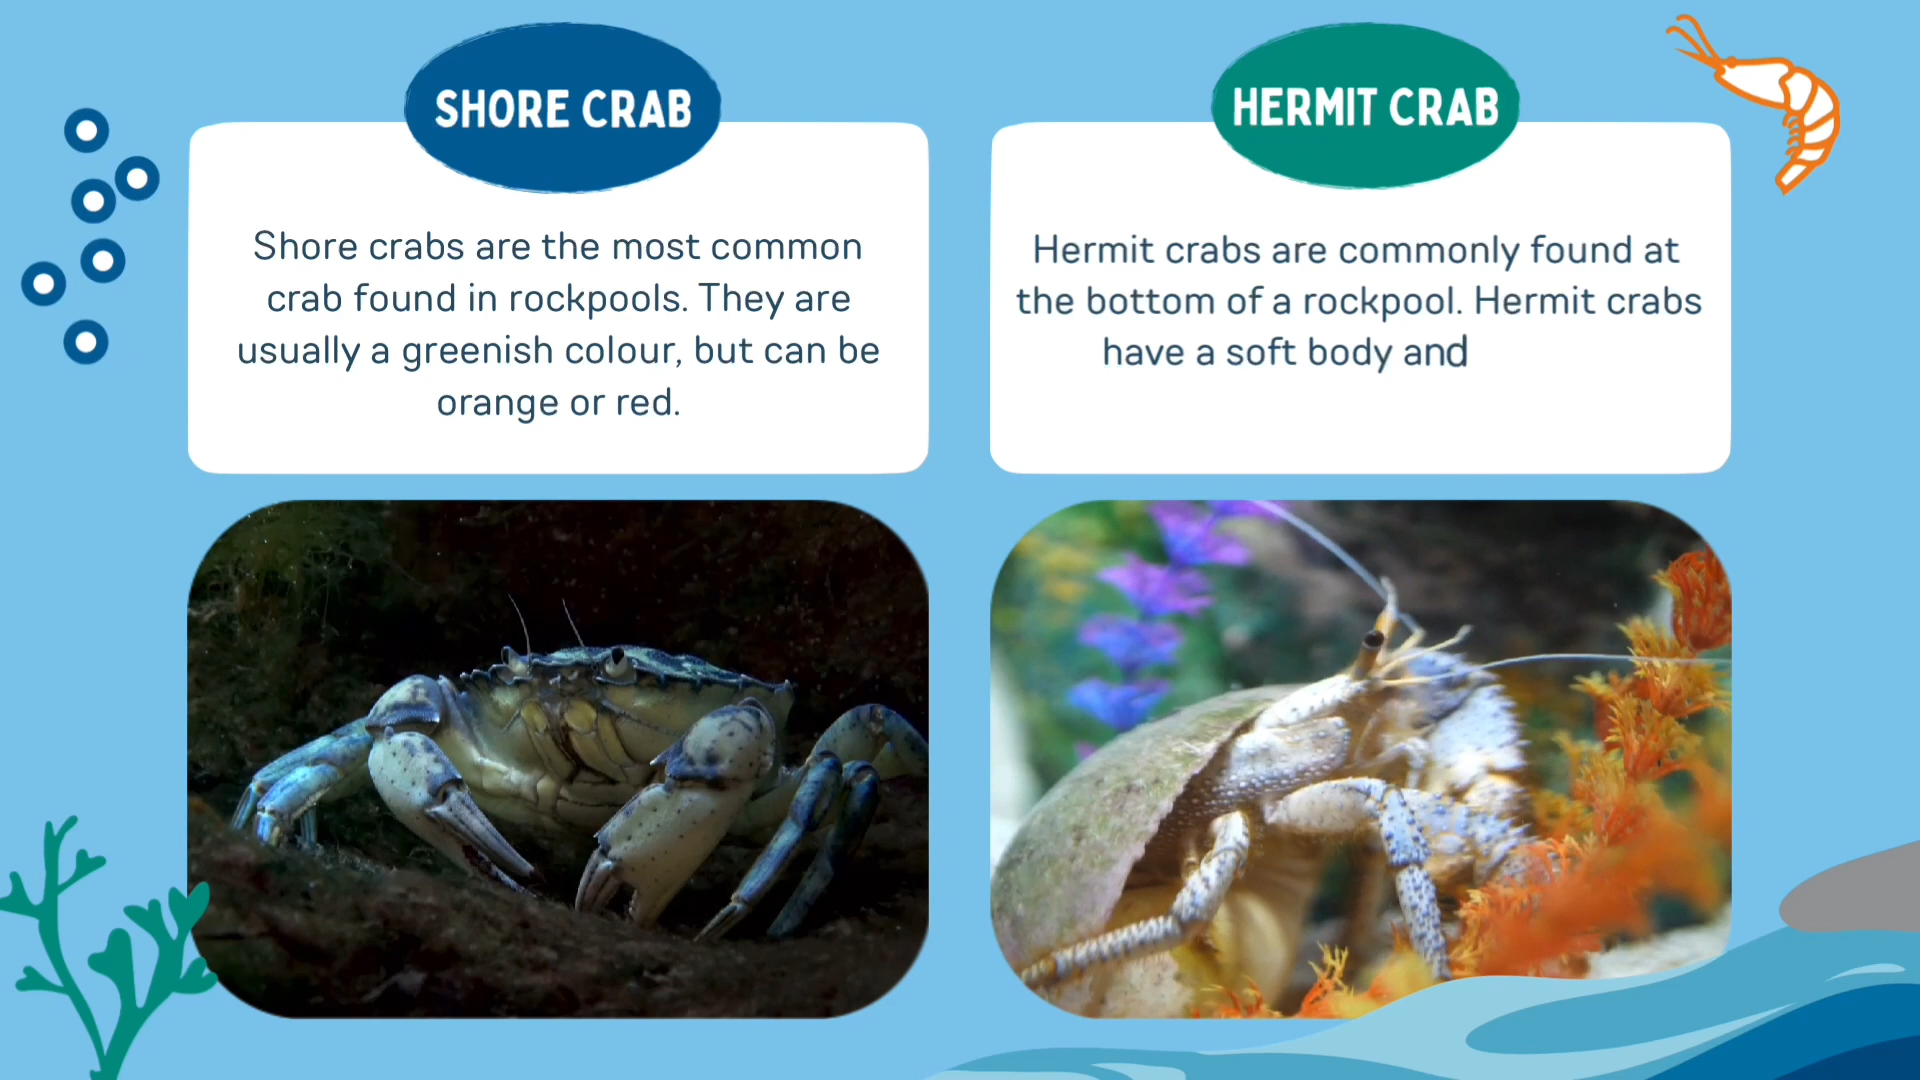 SHORE CRAB
Shore crabs are the most common
crab found in rockpools. They are
usually a greenish colour, but can be
orange or red.
HERMIT CRAB
Hermit crabs are commonly found at
the bottom of a rockpool. Hermit crabs
have a soft body and